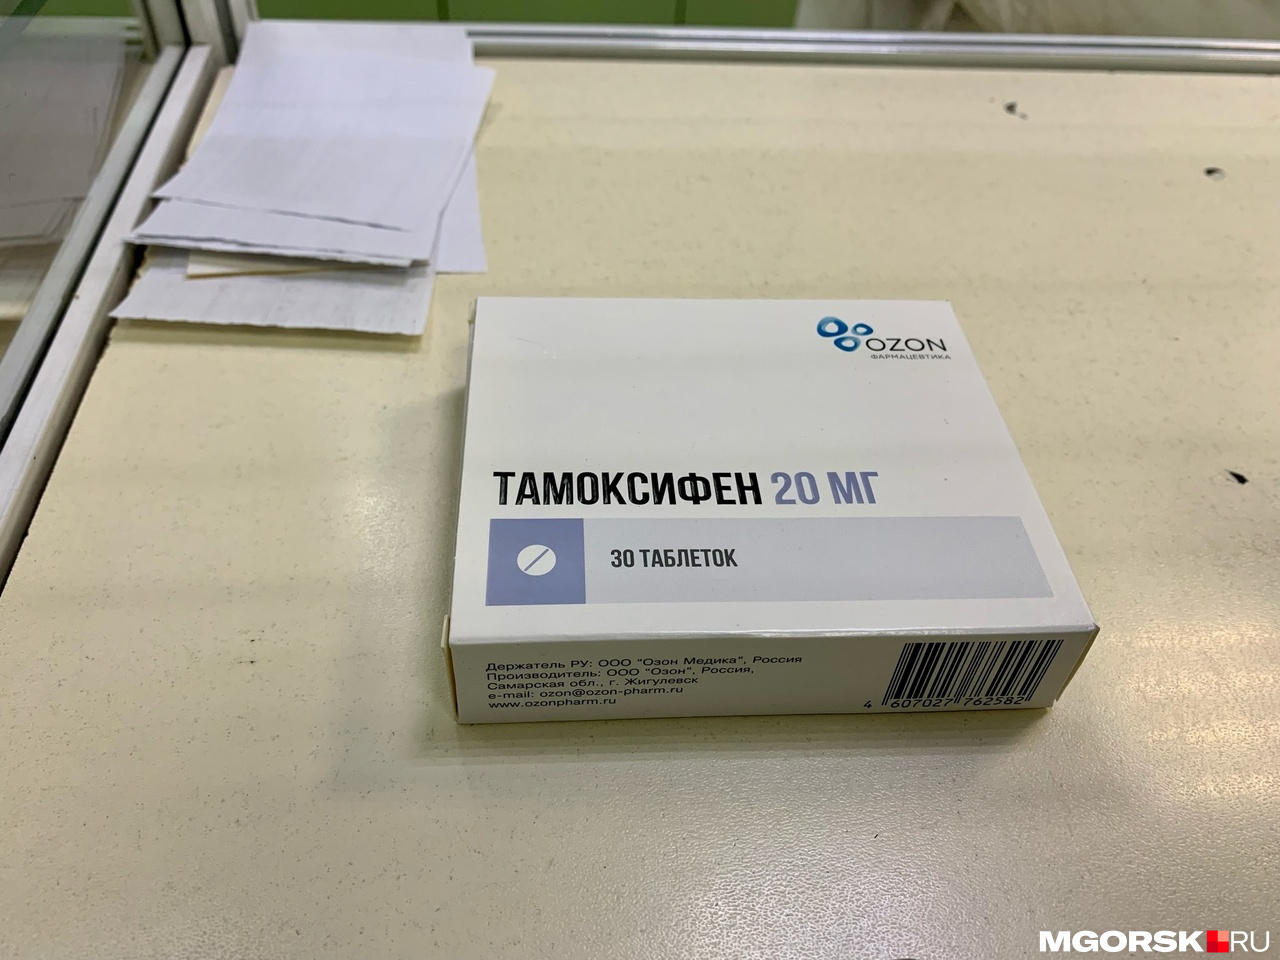 OZON
ФАРМАЦЕВТИКА
ТАМОКСИФЕН 20 МГ
30 ТАБЛЕТОК
Держатель РУ: ООО "Озон Медика", Россия
Производитель: ООО "Озон", Россия,
Самарская обл., г. Жигулевск
e-mail: ozon@ozon-pharm.ru
www.ozonpharm.ru
4 607027 762582
MGORSK.RU